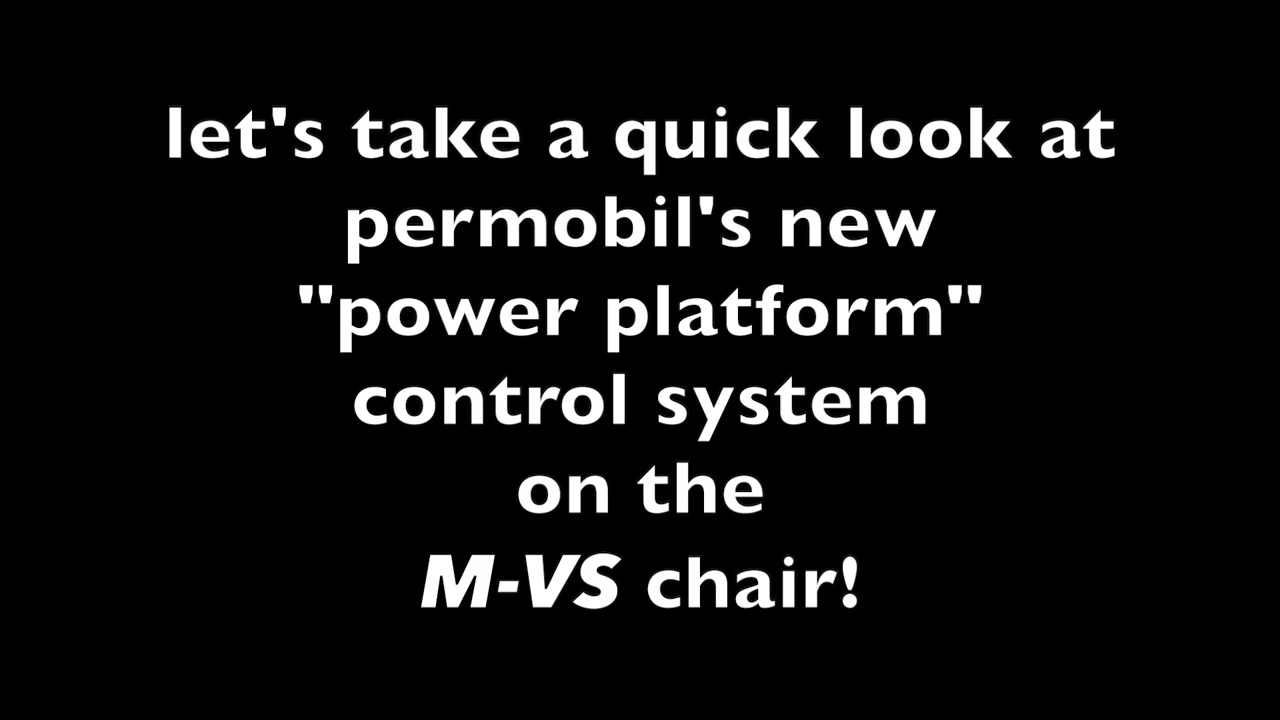 let's take a quick look at
permobil's new
"power platform"
control system
on the
M-VS chair!